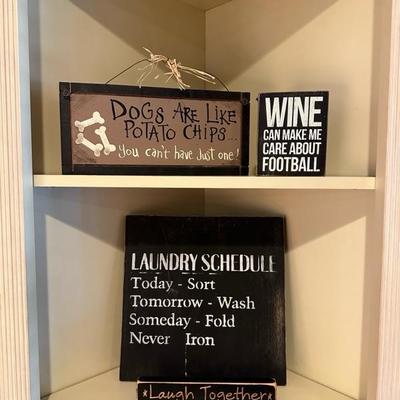 Dogs Are Like
Potato Chips...
You can't have just one!
WINE
CAN MAKE ME
CARE ABOUT
FOOTBALL
LAUNDRY SCHEDULE
Today - Sort
Tomorrow - Wash
Someday - Fold
Never Iron
*Laugh Together*